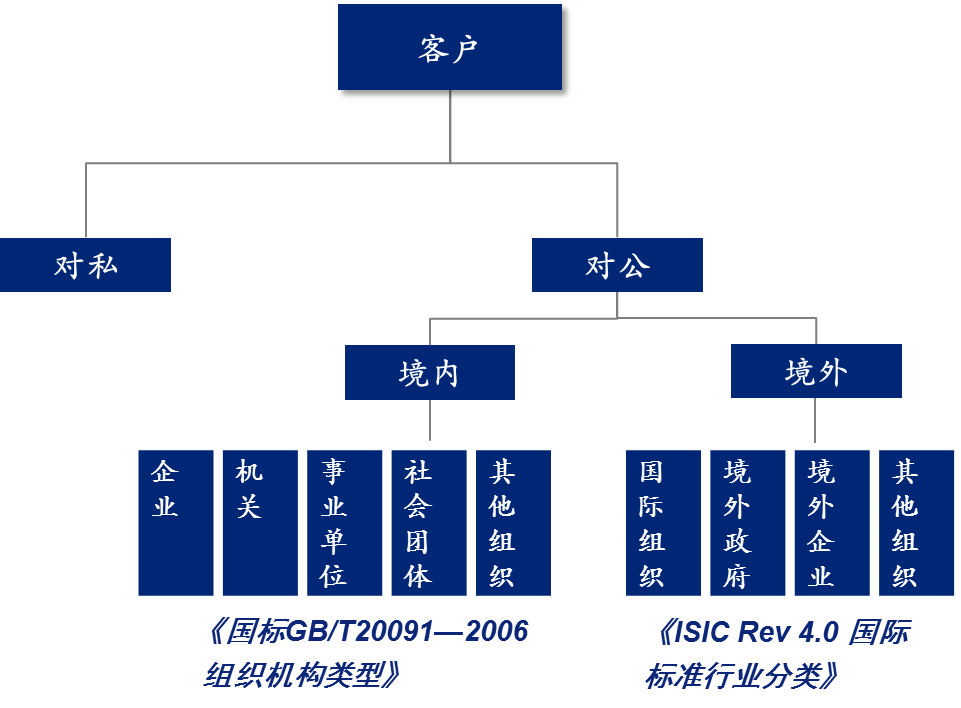 客户
对私
对公
境内
境外
企业
机关
事业单位
社会团体
其他组织
国际组织
境外政府
境外企业
其他组织
《国标GB/T20091—2006
组织机构类型》
《ISIC Rev 4.0 国际
标准行业分类》